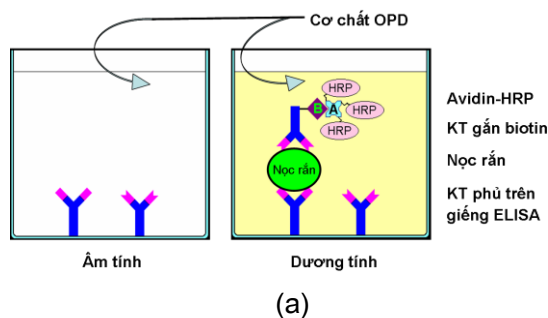 Cơ chất OPD
HRP
B
A
HRP
HRP
Avidin-HRP
KT gắn biotin
Nọc rắn
Nọc rắn
KT phủ trên
giếng ELISA
Âm tính
Dương tính
(a)